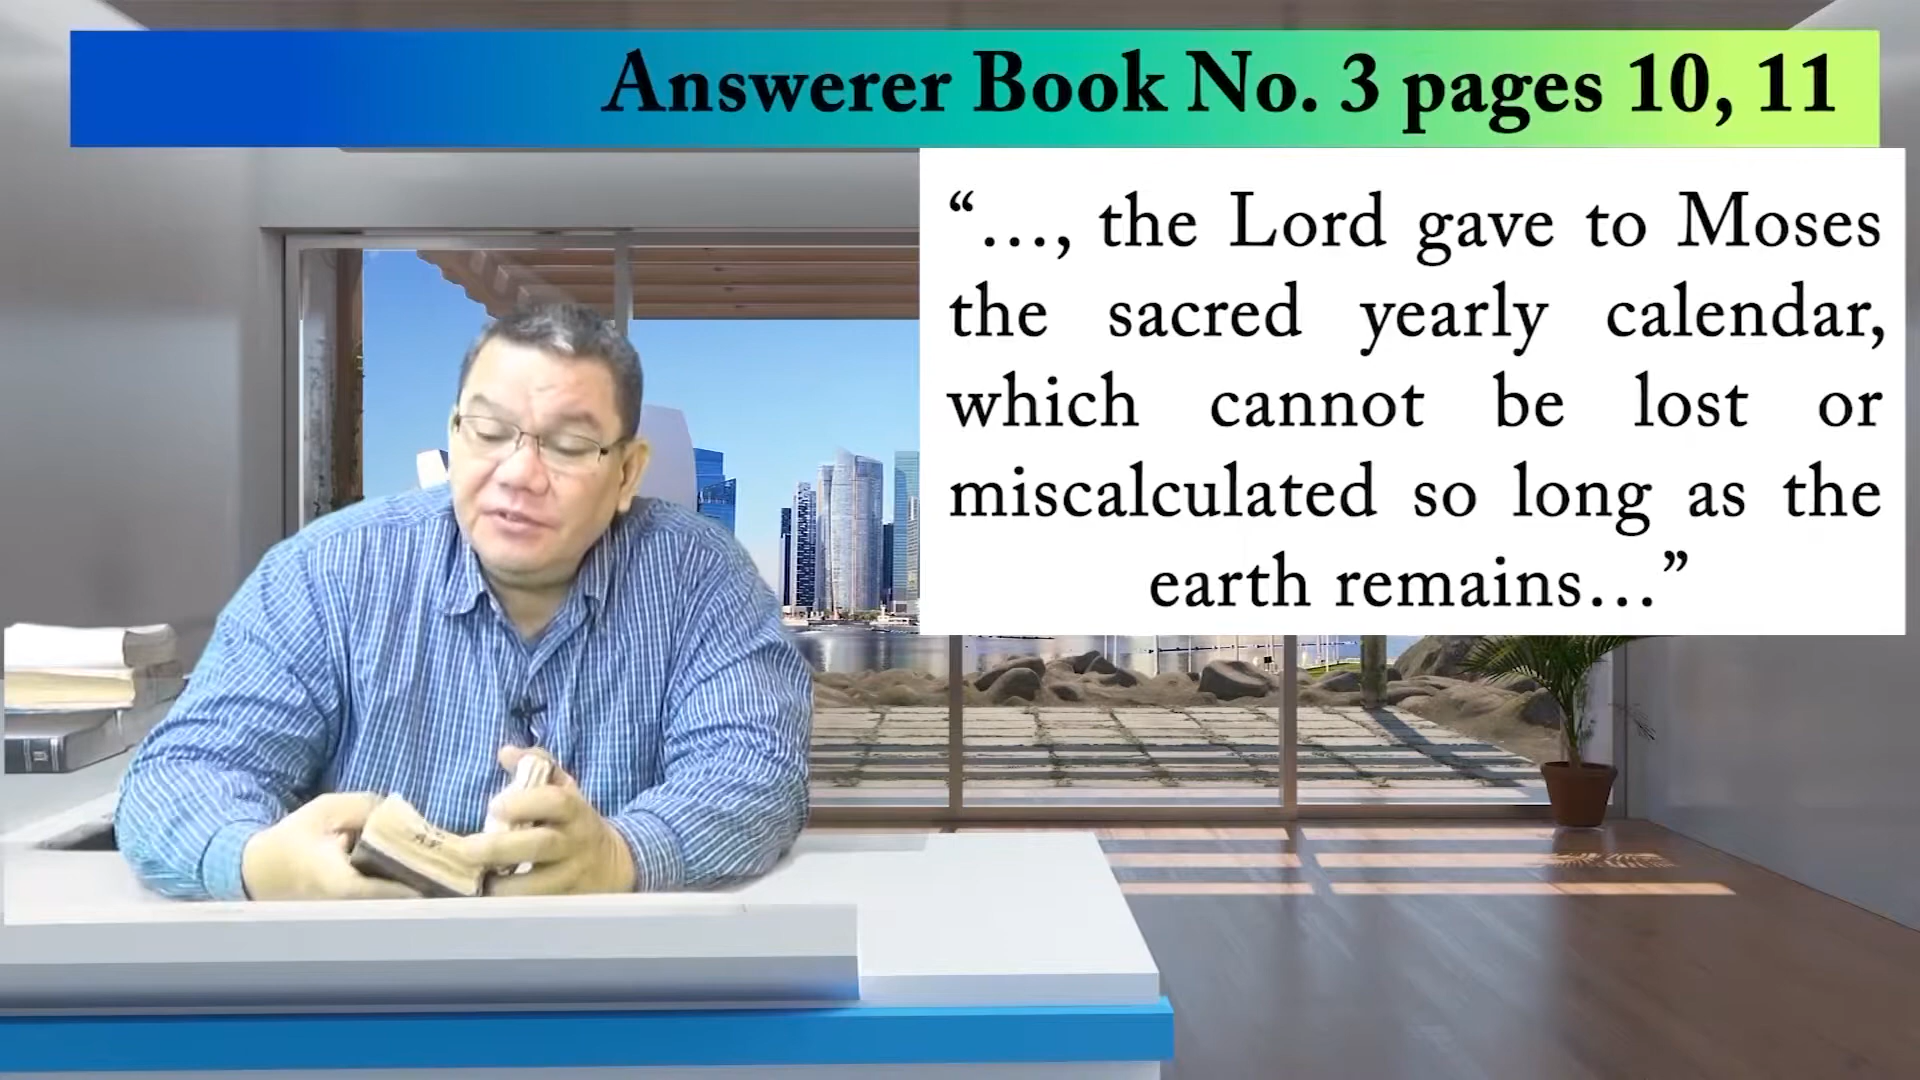 Answerer Book No. 3 pages 10, 11
“…, the Lord gave to Moses
the sacred yearly calendar,
which cannot be lost or
miscalculated so long as the
earth remains…”